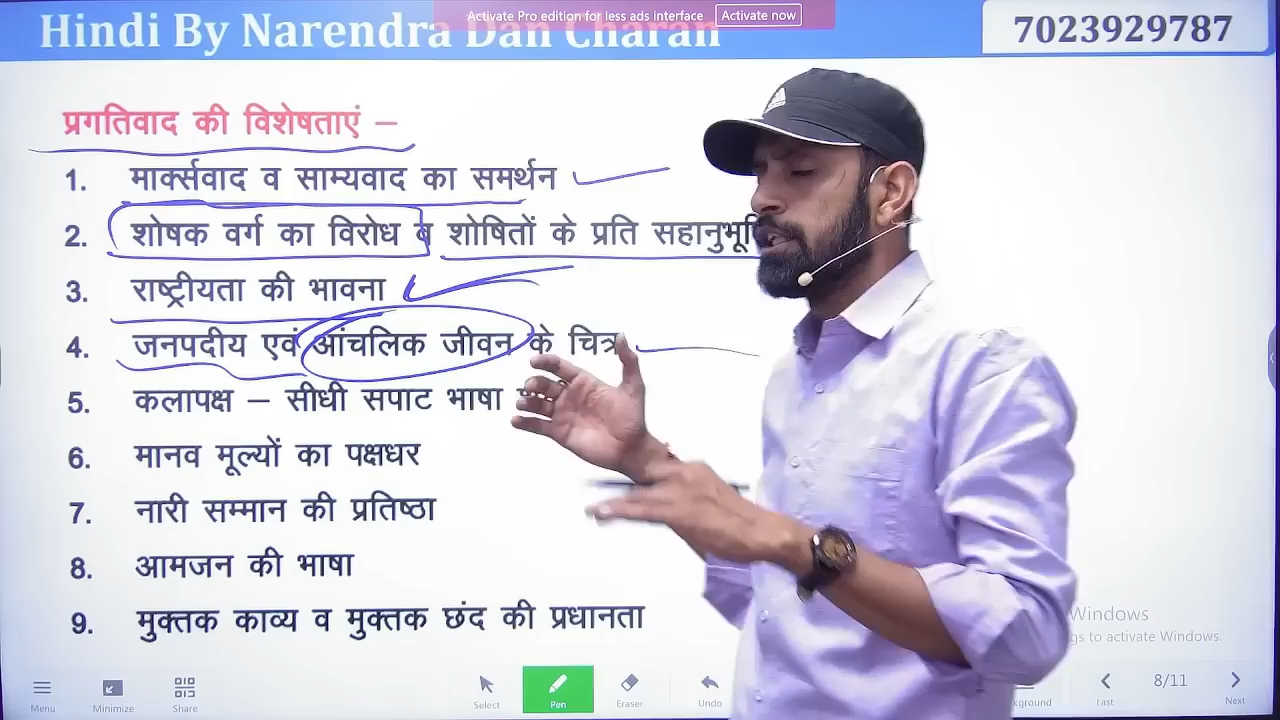 Activate Pro edition for less ads interface Activate now
Hindi By Narendra Dan Charan 7023929787
प्रगतिवाद की विशेषताएं –
1. मार्क्सवाद व साम्यवाद का समर्थन
2. शोषक वर्ग का विरोध व शोषितों के प्रति
3. राष्ट्रीयता की भावना
4. जनपदीय एवं आंचलिक जीवन के चित्र
5. कलापक्ष – सीधी सपाट भाषा
6. मानव मूल्यों का पक्षधर
7. नारी सम्मान की प्रतिष्ठा
8. आमजन की भाषा
9. मुक्तक काव्य व मुक्तक छंद की प्रधानता
Windows
to activate Windows.
Menu Minimize Share Select Pen Eraser Undo Last 8/11 Next